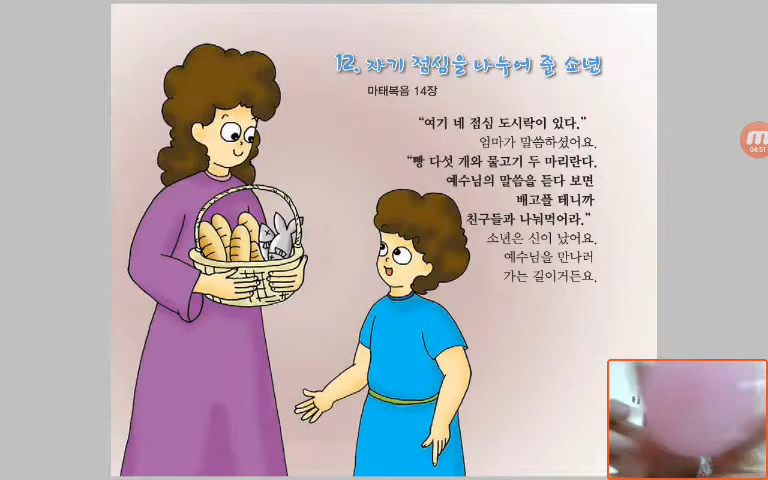 12. 자기 점심을 나누어 준 소년
마태복음 14장
“여기 네 점심 도시락이 있다.”
엄마가 말씀하셨어요.
“빵 다섯 개와 물고기 두 마리란다.
예수님의 말씀을 듣다 보면
배고플 테니까
친구들과 나눠먹어라.”
소년은 신이 났어요.
예수님을 만나러
가는 길이거든요.
M
04:51